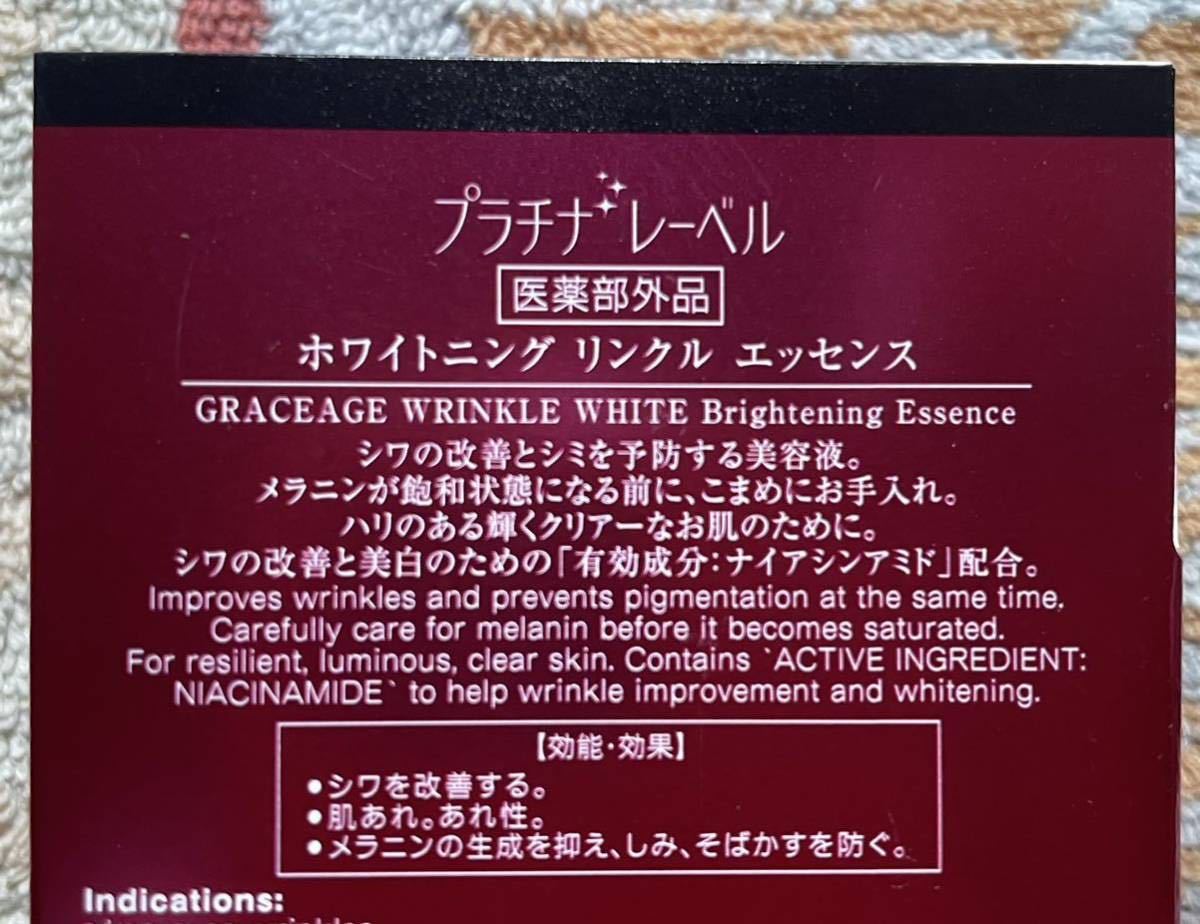 プラチナレーベル
医薬部外品
ホワイトニング リンクル エッセンス
GRACEAGE WRINKLE WHITE Brightening Essence
シワの改善とシミを予防する美容液。
メラニンが飽和状態になる前に、こまめにお手入れ。
ハリのある輝くクリアーなお肌のために。
シワの改善と美白のための「有効成分：ナイアシンアミド」配合。
Improves wrinkles and prevents pigmentation at the same time.
Carefully care for melanin before it becomes saturated.
For resilient, luminous, clear skin. Contains `ACTIVE INGREDIENT:
NIACINAMIDE` to help wrinkle improvement and whitening.
【効能・効果】
●シワを改善する。
●肌あれ。あれ性。
●メラニンの生成を抑え、しみ、そばかすを防ぐ。
Indications: